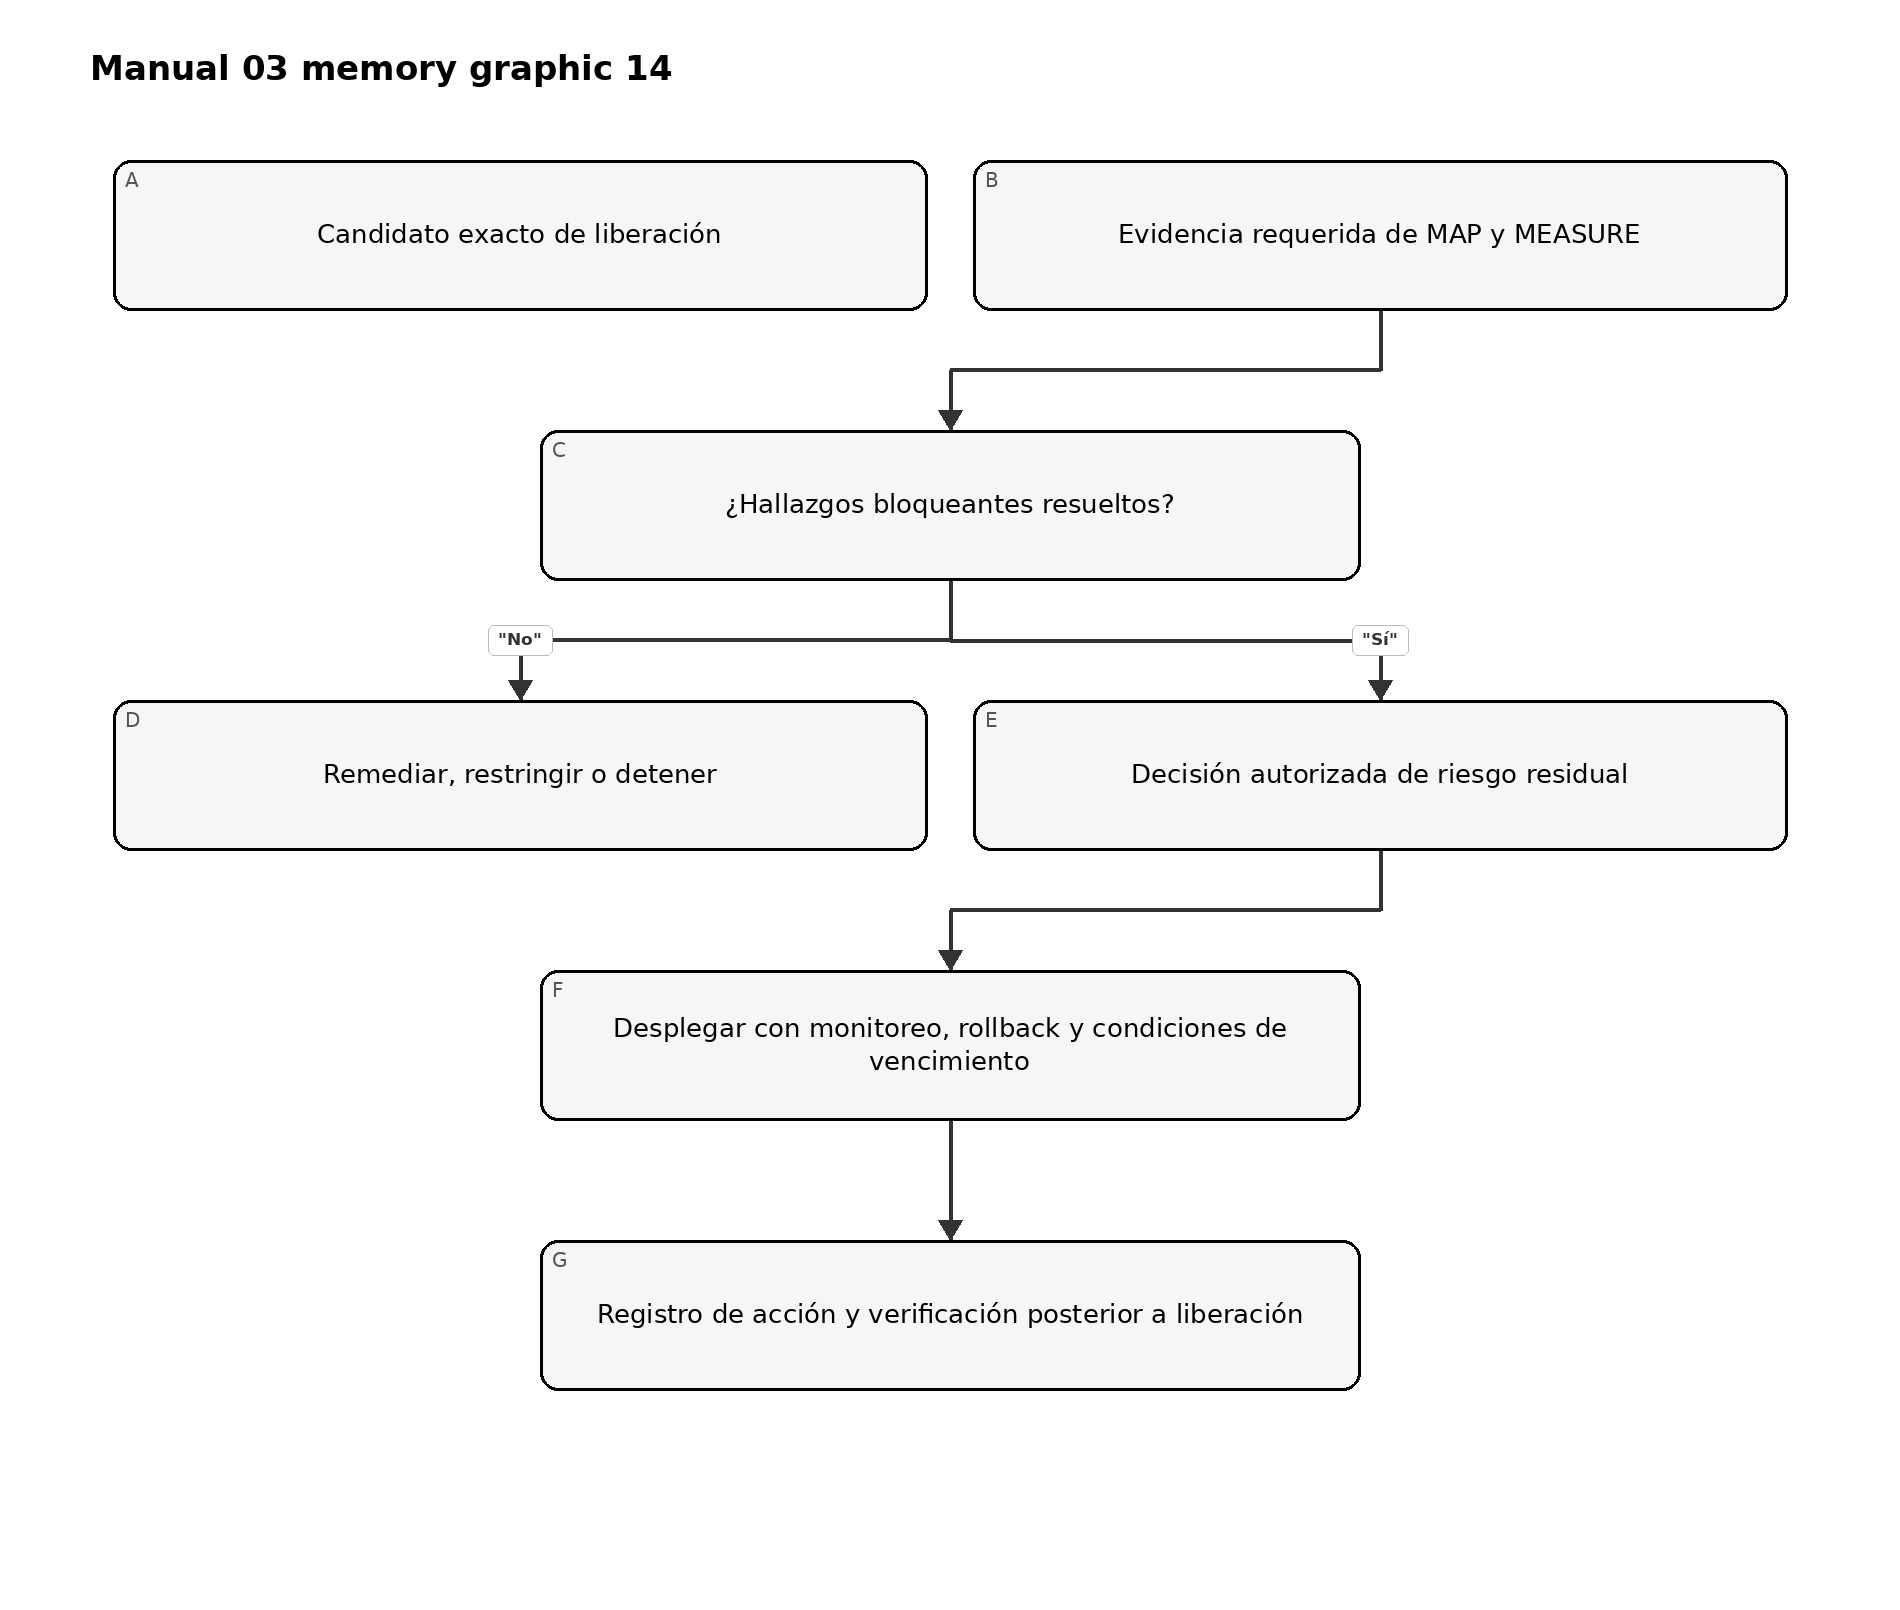 Manual 03 memory graphic 14
A
Candidato exacto de liberación
B
Evidencia requerida de MAP y MEASURE
C
¿Hallazgos bloqueantes resueltos?
"No"
"Sí"
D
Remediar, restringir o detener
E
Decisión autorizada de riesgo residual
F
Desplegar con monitoreo, rollback y condiciones de
vencimiento
G
Registro de acción y verificación posterior a liberación